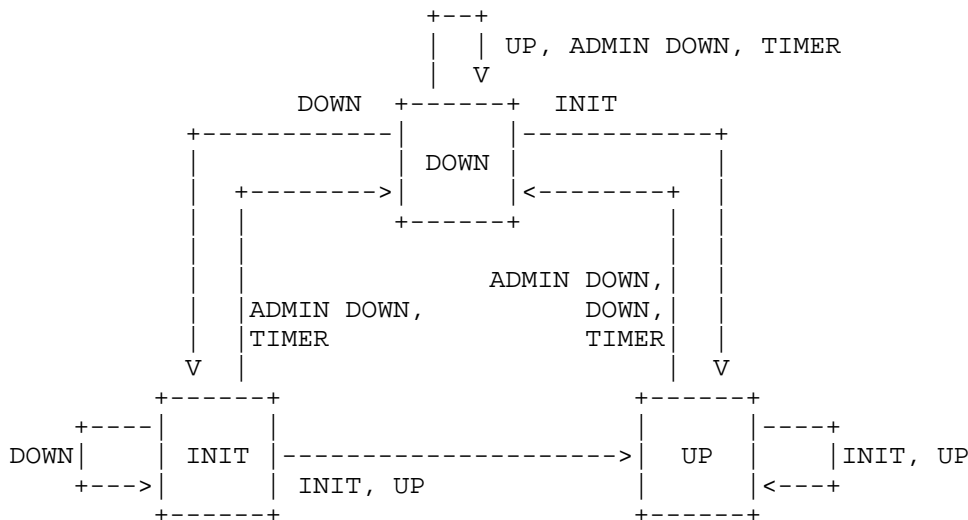 UP, ADMIN DOWN, TIMER
DOWN INIT
DOWN
ADMIN DOWN,
ADMIN DOWN, DOWN,
TIMER TIMER
DOWN INIT UP INIT, UP
INIT, UP